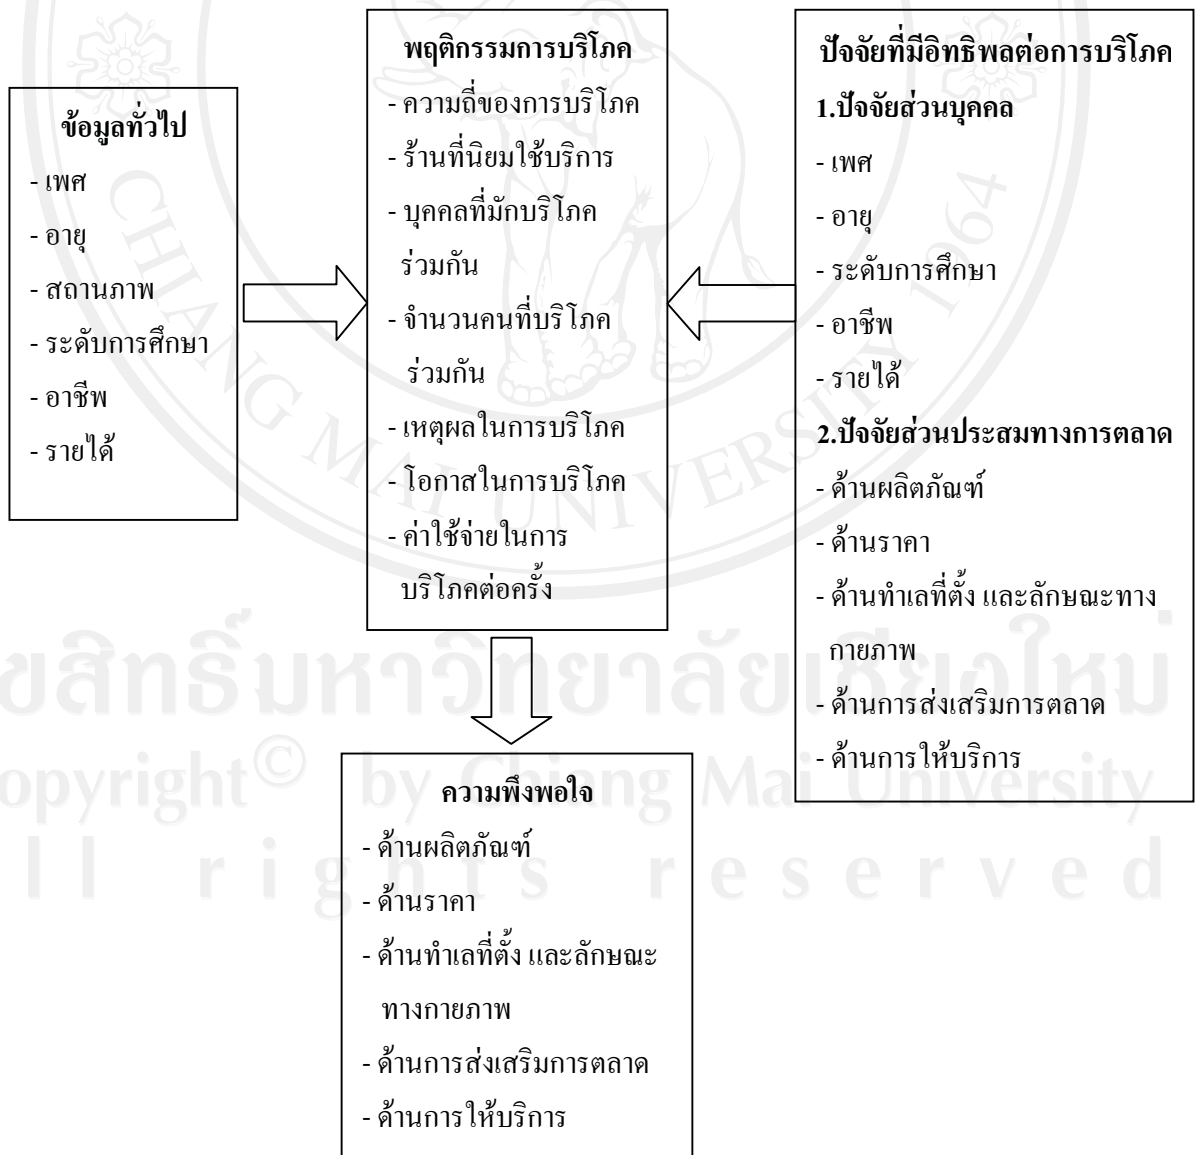 ข้อมูลทั่วไป
- เพศ
- อายุ
- สถานภาพ
- ระดับการศึกษา
- อาชีพ
- รายได้
พฤติกรรมการบริโภค
- ความถี่ของการบริโภค
- ร้านที่นิยมใช้บริการ
- บุคคลที่มักบริโภค
ร่วมกัน
- จำนวนคนที่บริโภค
ร่วมกัน
- เหตุผลในการบริโภค
- โอกาสในการบริโภค
- ค่าใช้จ่ายในการ
บริโภคต่อครั้ง
ปัจจัยที่มีอิทธิพลต่อการบริโภค
1.ปัจจัยส่วนบุคคล
- เพศ
- อายุ
- ระดับการศึกษา
- อาชีพ
- รายได้
2.ปัจจัยส่วนประสมทางการตลาด
- ด้านผลิตภัณฑ์
- ด้านราคา
- ด้านทำเลที่ตั้ง และลักษณะทาง
กายภาพ
- ด้านการส่งเสริมการตลาด
- ด้านการให้บริการ
ความพึงพอใจ
- ด้านผลิตภัณฑ์
- ด้านราคา
- ด้านทำเลที่ตั้ง และลักษณะ
ทางกายภาพ
- ด้านการส่งเสริมการตลาด
- ด้านการให้บริการ
CHIANG MAI UNIVERSITY 1964
ขสิทธิ์มหาวิทยาลัยเชียงใหม่
opyright© by Chiang Mai University
ll rights reserved